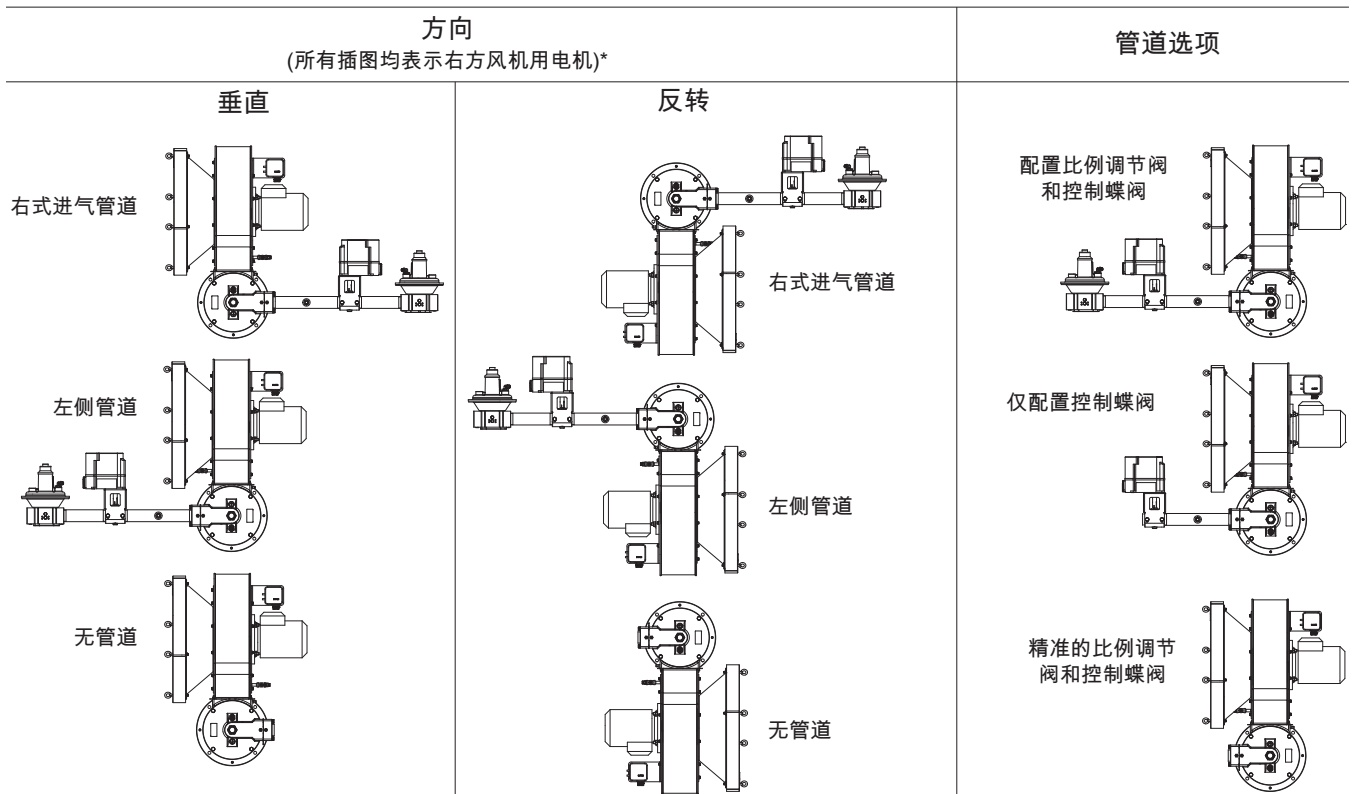 方向
(所有插图均表示右方风机用电机)*
管道选项
垂直
反转
右式进气管道
左侧管道
无管道
右式进气管道
左侧管道
无管道
配置比例调节阀
和控制蝶阀
仅配置控制蝶阀
精准的比例调节
阀和控制蝶阀